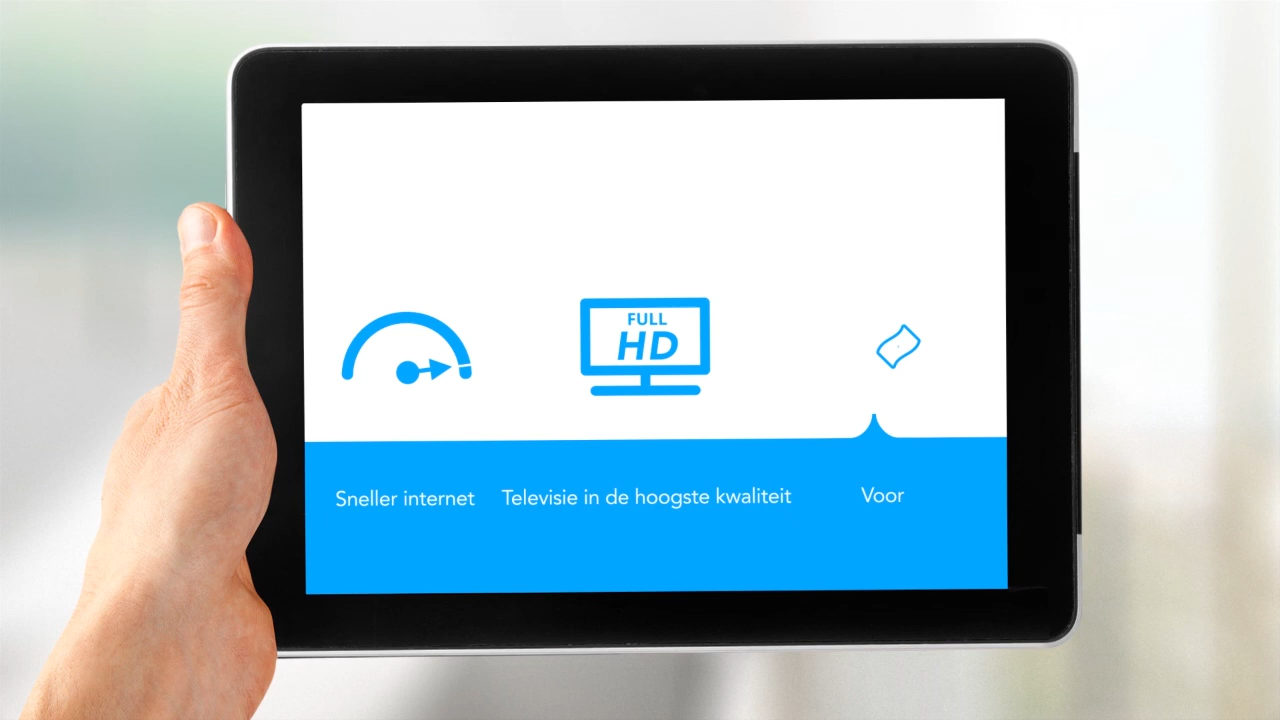 FULL
HD
Sneller internet
Televisie in de hoogste kwaliteit
Voor